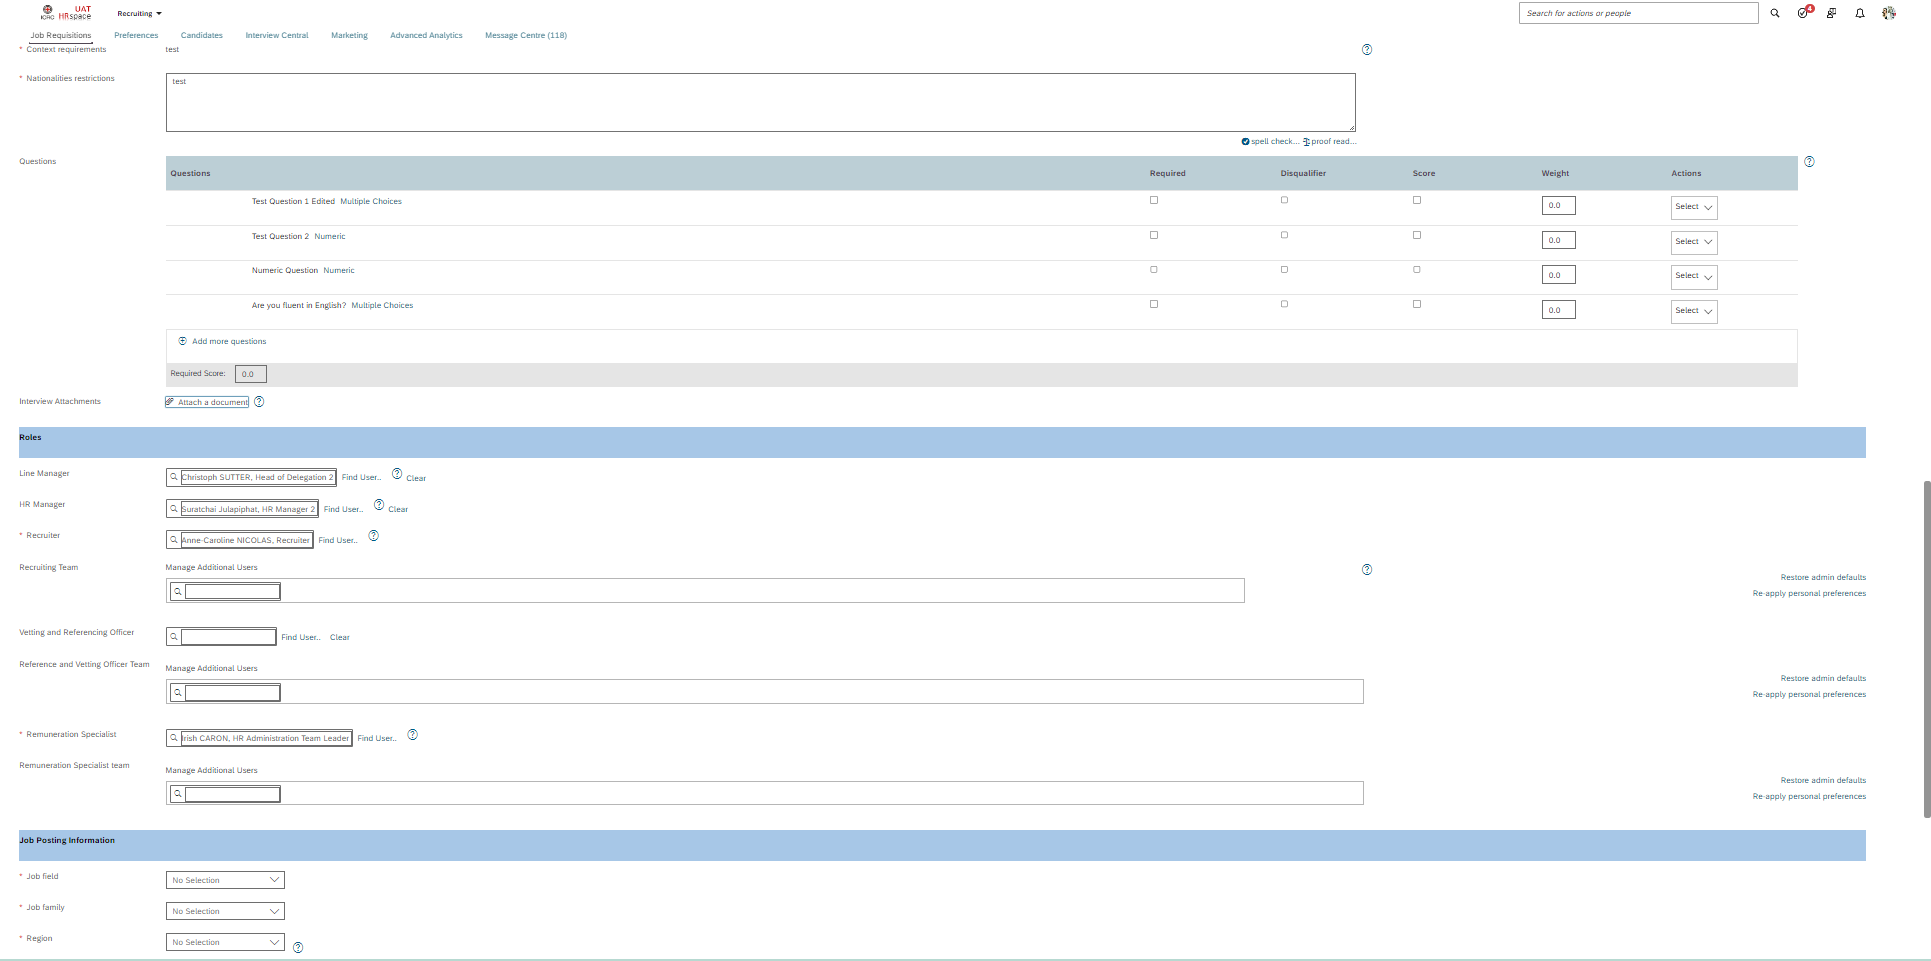 ICRC UAT HRspace Recruiting Search for actions or people 4
Job Requisitions Preferences Candidates Interview Central Marketing Advanced Analytics Message Centre (118)
* Context requirements test
* Nationalities restrictions test
spell check... proof read...
Questions
Questions Required Disqualifier Score Weight Actions
Test Question 1 Edited Multiple Choices 0.0 Select
Test Question 2 Numeric 0.0 Select
Numeric Question Numeric 0.0 Select
Are you fluent in English? Multiple Choices 0.0 Select
Add more questions
Required Score: 0.0
Interview Attachments Attach a document
Roles
Line Manager Christoph SUTTER, Head of Delegation 2 Find User.. Clear
HR Manager Suratchai Julapiphat, HR Manager 2 Find User.. Clear
* Recruiter Anne-Caroline NICOLAS, Recruiter Find User..
Recruiting Team Manage Additional Users
Restore admin defaults
Re-apply personal preferences
Vetting and Referencing Officer Find User.. Clear
Reference and Vetting Officer Team Manage Additional Users
Restore admin defaults
Re-apply personal preferences
* Remuneration Specialist Irish CARON, HR Administration Team Leader Find User..
Remuneration Specialist team Manage Additional Users
Restore admin defaults
Re-apply personal preferences
Job Posting Information
* Job field No Selection
* Job family No Selection
* Region No Selection